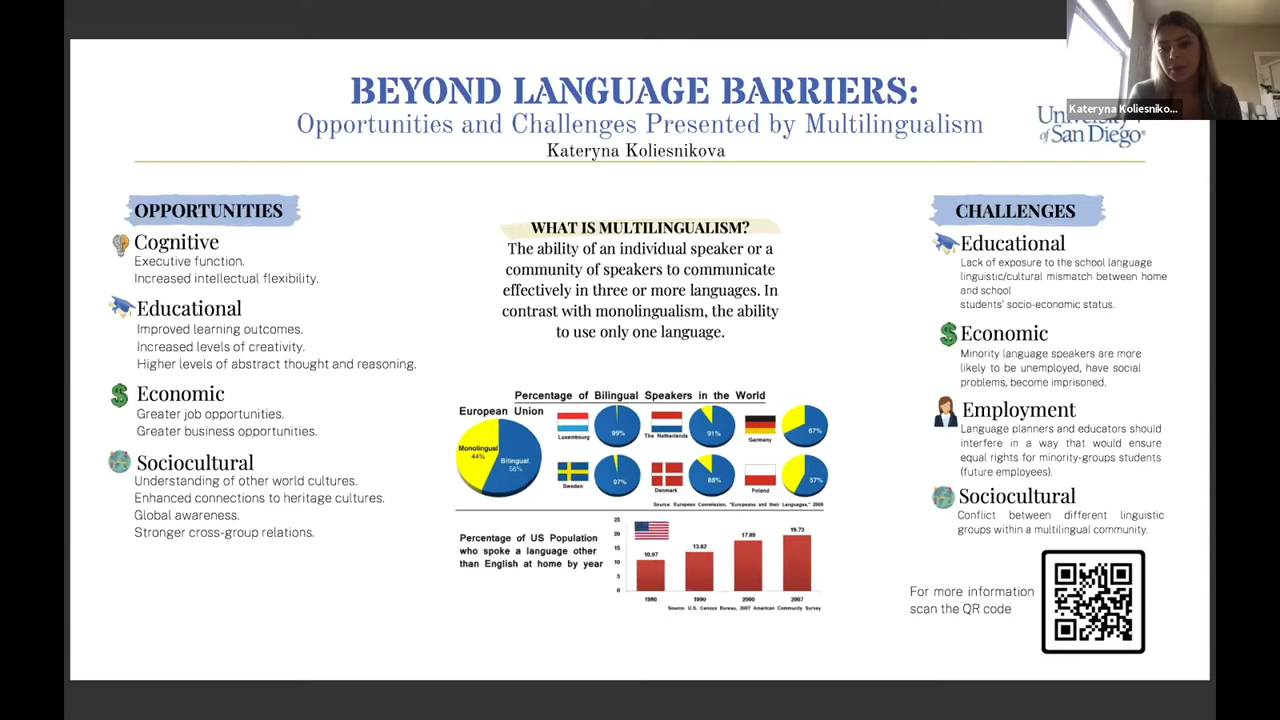 BEYOND LANGUAGE BARRIERS:
Opportunities and Challenges Presented by Multilingualism
Kateryna Koliesnikova
Kateryna Koliesniko...
University
of San Diego®
OPPORTUNITIES
Cognitive
Executive function.
Increased intellectual flexibility.
Educational
Improved learning outcomes.
Increased levels of creativity.
Higher levels of abstract thought and reasoning.
Economic
Greater job opportunities.
Greater business opportunities.
Sociocultural
Understanding of other world cultures.
Enhanced connections to heritage cultures.
Global awareness.
Stronger cross-group relations.
WHAT IS MULTILINGUALISM?
The ability of an individual speaker or a
community of speakers to communicate
effectively in three or more languages. In
contrast with monolingualism, the ability
to use only one language.
Percentage of Bilingual Speakers in the World
European Union
Monolingual
44%
Bilingual,
56%
Luxembourg
99%
The Netherlands
91%
Germany
67%
Sweden
97%
Denmark
88%
Poland
57%
Source: European Commission, "Europeans and their Languages," 2006
Percentage of US Population
who spoke a language other
than English at home by year
25
20
15
10
5
0
10.97
13.82
17.89
19.73
1980
1990
2000
2007
Source: U.S. Census Bureau, 2007 American Community Survey
CHALLENGES
Educational
Lack of exposure to the school language
linguistic/cultural mismatch between home
and school
students' socio-economic status.
Economic
Minority language speakers are more
likely to be unemployed, have social
problems, become imprisoned.
Employment
Language planners and educators should
interfere in a way that would ensure
equal rights for minority-groups students
(future employees).
Sociocultural
Conflict between different linguistic
groups within a multilingual community.
For more information
scan the QR code